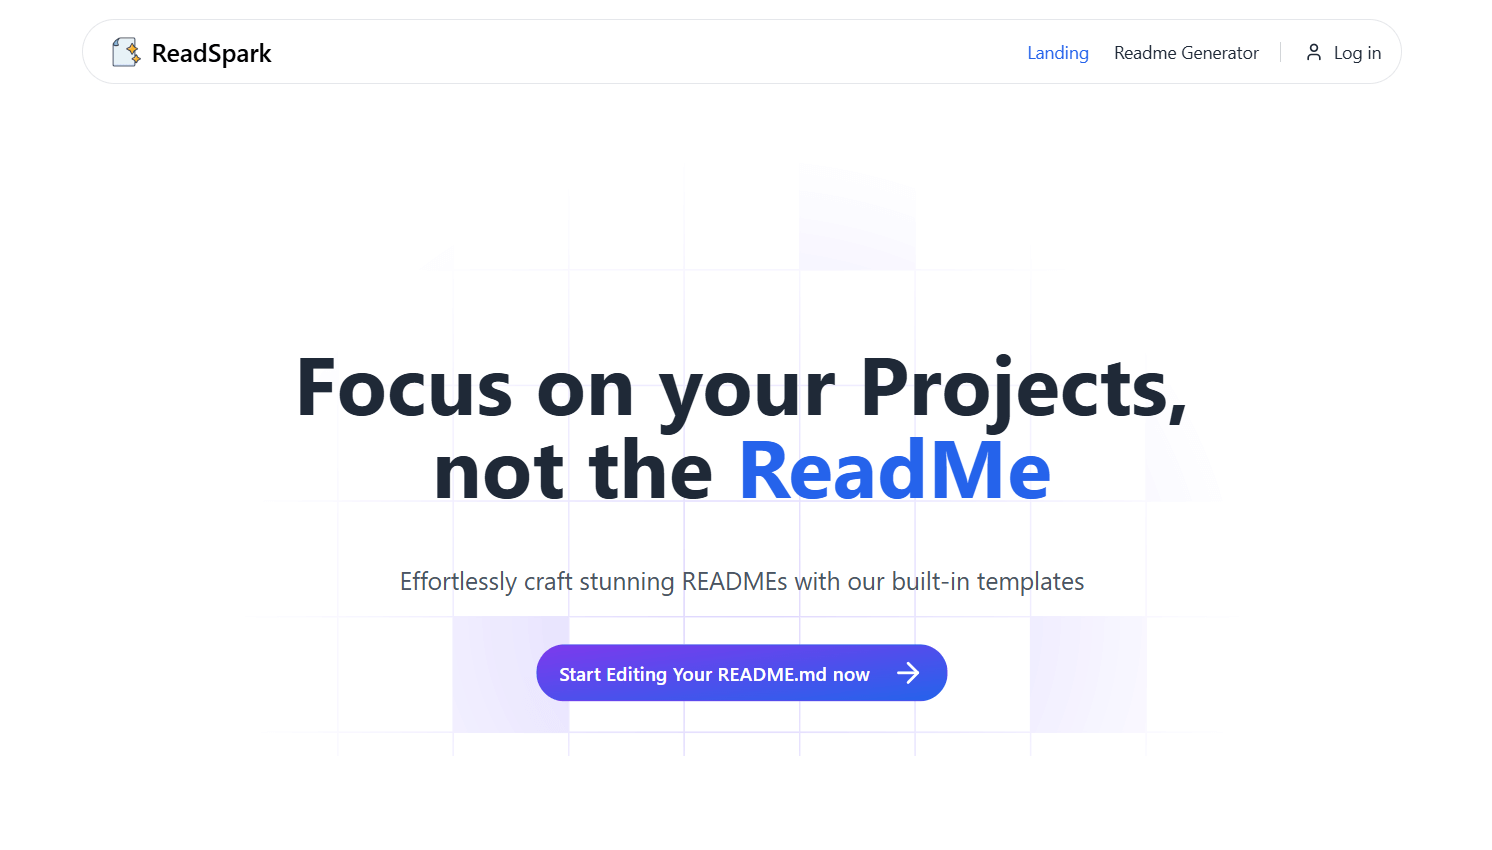 ReadSpark
Landing
Readme Generator
Log in
Focus on your Projects,
not the ReadMe
Effortlessly craft stunning READMEs with our built-in templates
Start Editing Your README.md now